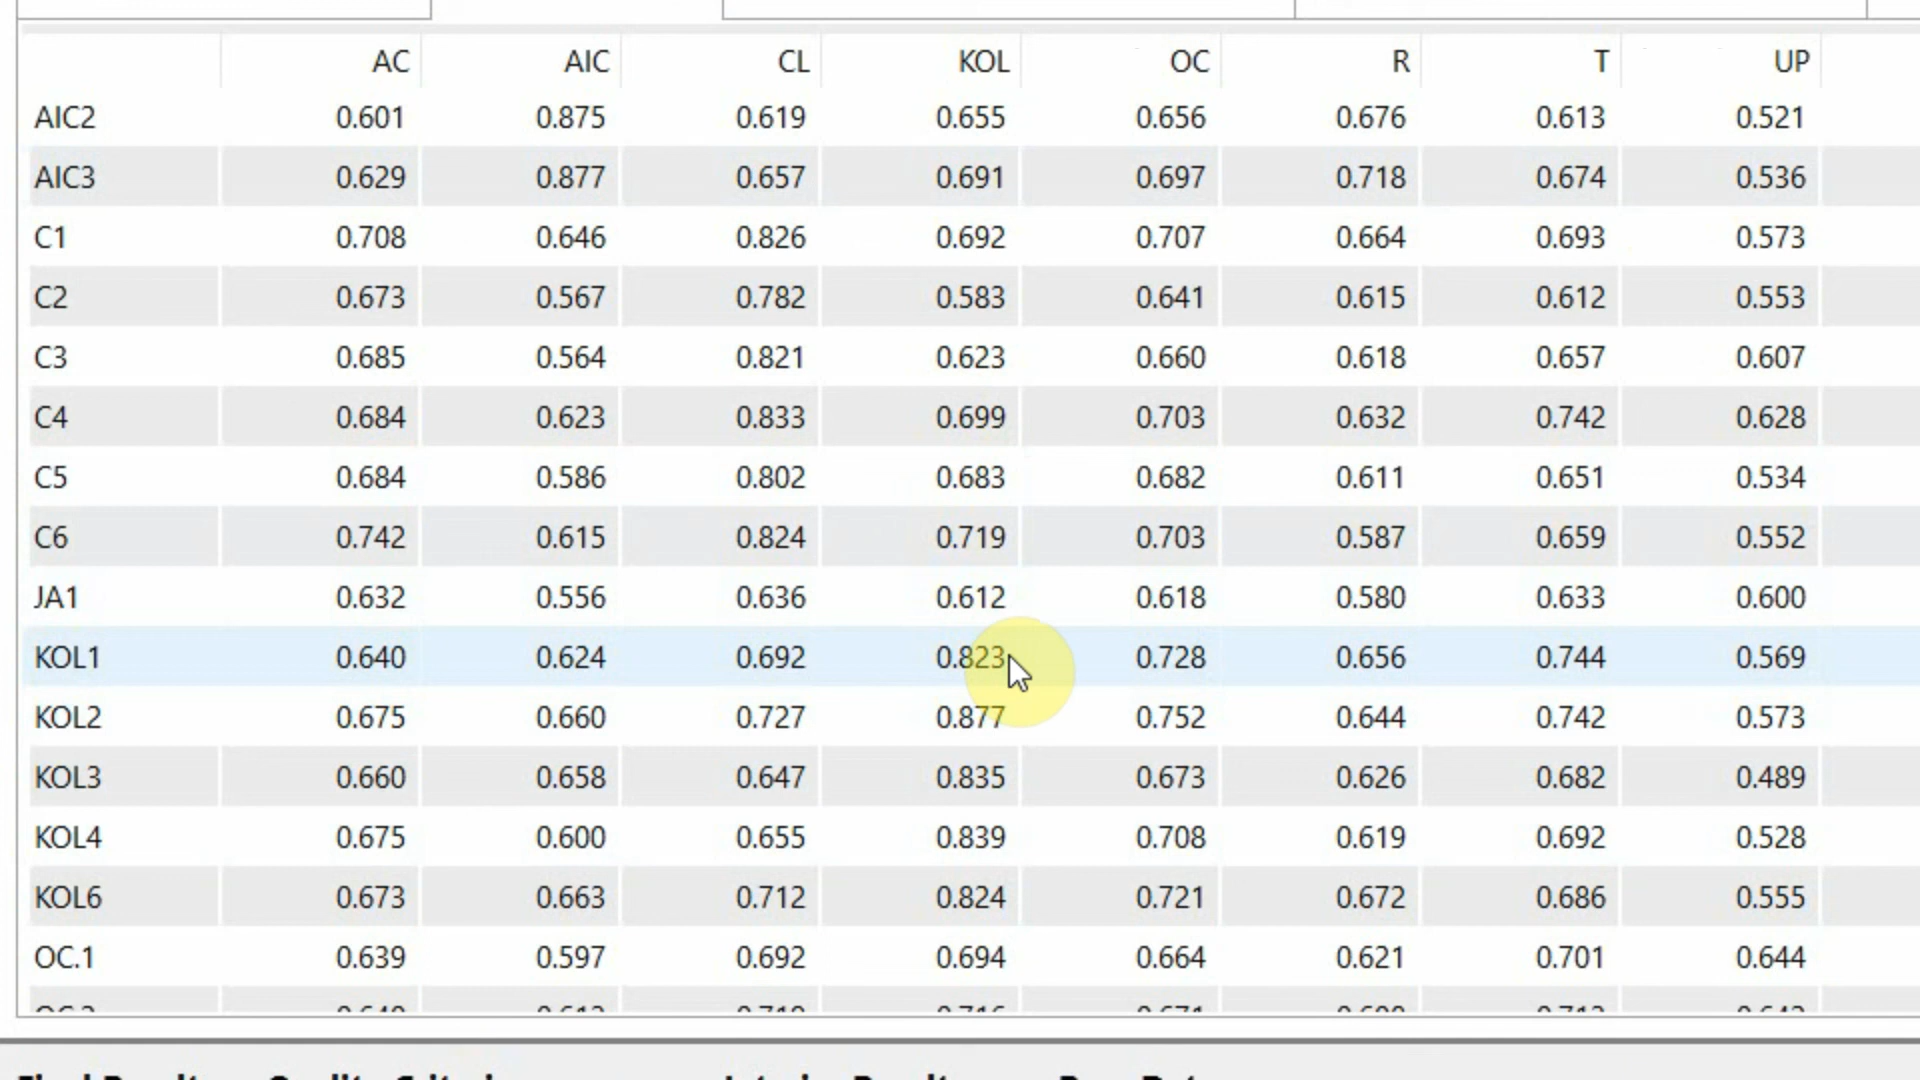 AC AIC CL KOL OC R T UP
AIC2 0.601 0.875 0.619 0.655 0.656 0.676 0.613 0.521
AIC3 0.629 0.877 0.657 0.691 0.697 0.718 0.674 0.536
C1 0.708 0.646 0.826 0.692 0.707 0.664 0.693 0.573
C2 0.673 0.567 0.782 0.583 0.641 0.615 0.612 0.553
C3 0.685 0.564 0.821 0.623 0.660 0.618 0.657 0.607
C4 0.684 0.623 0.833 0.699 0.703 0.632 0.742 0.628
C5 0.684 0.586 0.802 0.683 0.682 0.611 0.651 0.534
C6 0.742 0.615 0.824 0.719 0.703 0.587 0.659 0.552
JA1 0.632 0.556 0.636 0.612 0.618 0.580 0.633 0.600
KOL1 0.640 0.624 0.692 0.823 0.728 0.656 0.744 0.569
KOL2 0.675 0.660 0.727 0.877 0.752 0.644 0.742 0.573
KOL3 0.660 0.658 0.647 0.835 0.673 0.626 0.682 0.489
KOL4 0.675 0.600 0.655 0.839 0.708 0.619 0.692 0.528
KOL6 0.673 0.663 0.712 0.824 0.721 0.672 0.686 0.555
OC.1 0.639 0.597 0.692 0.694 0.664 0.621 0.701 0.644